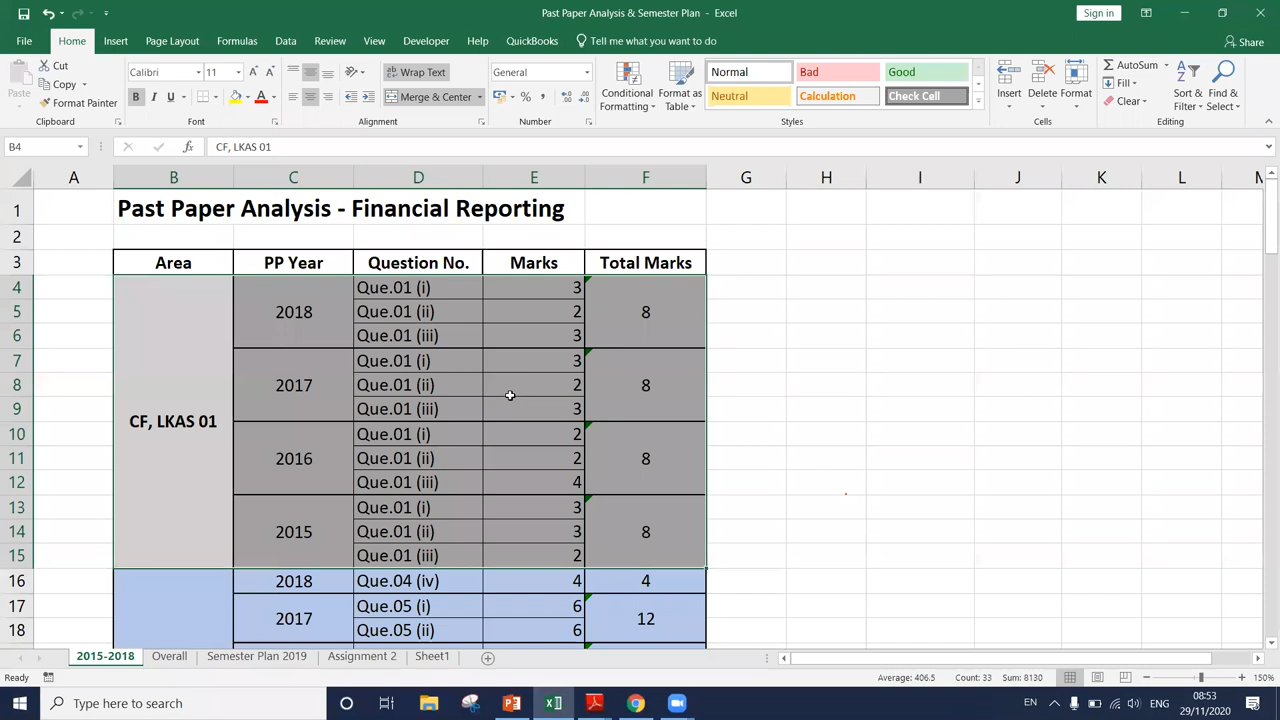 Past Paper Analysis & Semester Plan - Excel
Sign in
File Home Insert Page Layout Formulas Data Review View Developer Help QuickBooks Tell me what you want to do Share
Paste
Cut
Copy
Format Painter
Clipboard
Calibri 11
B I U
Font
Wrap Text
Merge & Center
Alignment
General
Number
Conditional Formatting
Format as Table
Normal Bad Good
Neutral Calculation Check Cell
Styles
Insert Delete Format
Cells
AutoSum
Fill
Clear
Sort & Filter
Find & Select
Editing
B4 fx CF, LKAS 01
A B C D E F G H I J K L M
1 Past Paper Analysis - Financial Reporting
2
3 Area PP Year Question No. Marks Total Marks
4 Que.01 (i) 3
5 2018 Que.01 (ii) 2 8
6 Que.01 (iii) 3
7 Que.01 (i) 3
8 2017 Que.01 (ii) 2 8
9 Que.01 (iii) 3
CF, LKAS 01
10 Que.01 (i) 2
11 2016 Que.01 (ii) 2 8
12 Que.01 (iii) 4
13 Que.01 (i) 3
14 2015 Que.01 (ii) 3 8
15 Que.01 (iii) 2
16 2018 Que.04 (iv) 4 4
17 Que.05 (i) 6
2017 12
18 Que.05 (ii) 6
2015-2018 Overall Semester Plan 2019 Assignment 2 Sheet1
Ready Average: 406.5 Count: 33 Sum: 8130 150%
Type here to search
EN ENG
08:53
29/11/2020